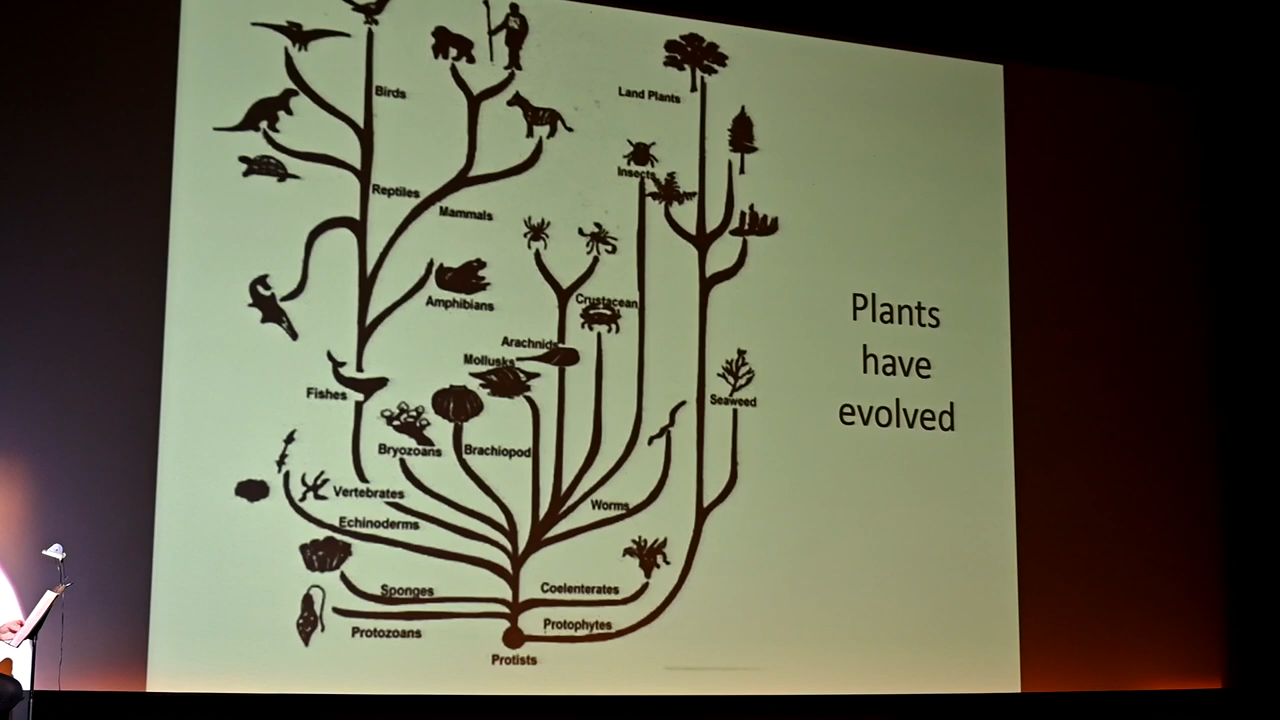 Birds
Land Plants
Insects
Reptiles
Mammals
Amphibians
Crustacean
Arachnids
Mollusks
Fishes
Seaweed
Bryozoans
Brachiopod
Vertebrates
Worms
Echinoderms
Sponges
Coelenterates
Protozoans
Protophytes
Protists
Plants
have
evolved